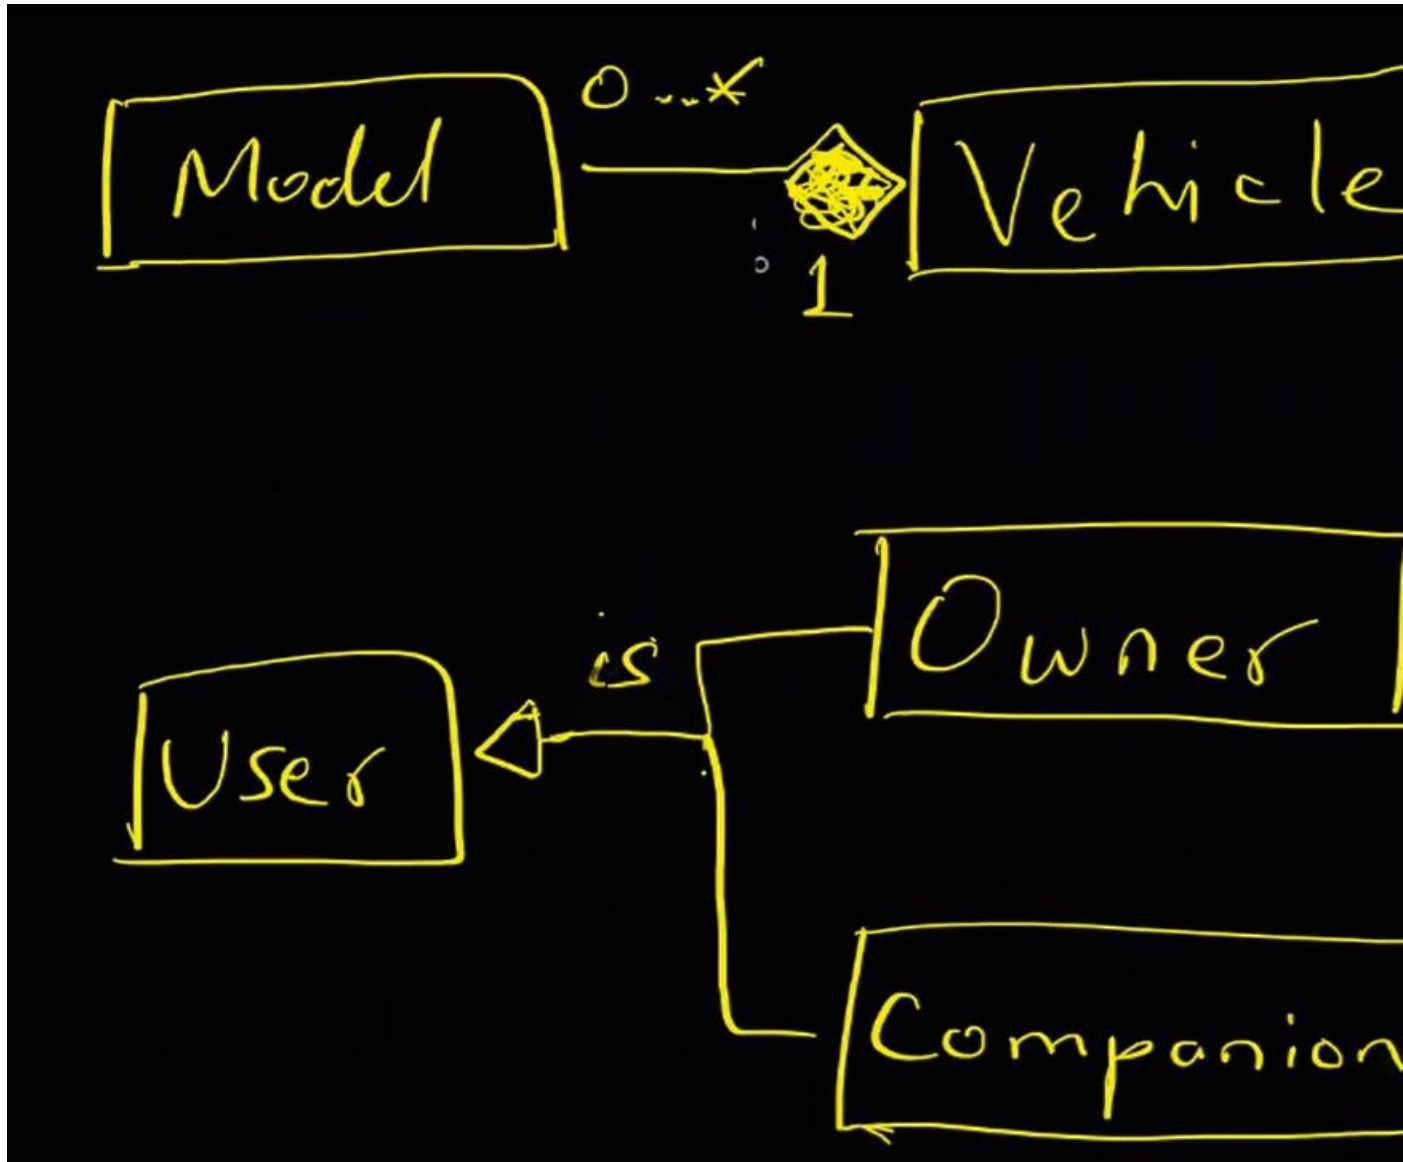 Model 0...* Vehicle
1
is Owner
User
Companion